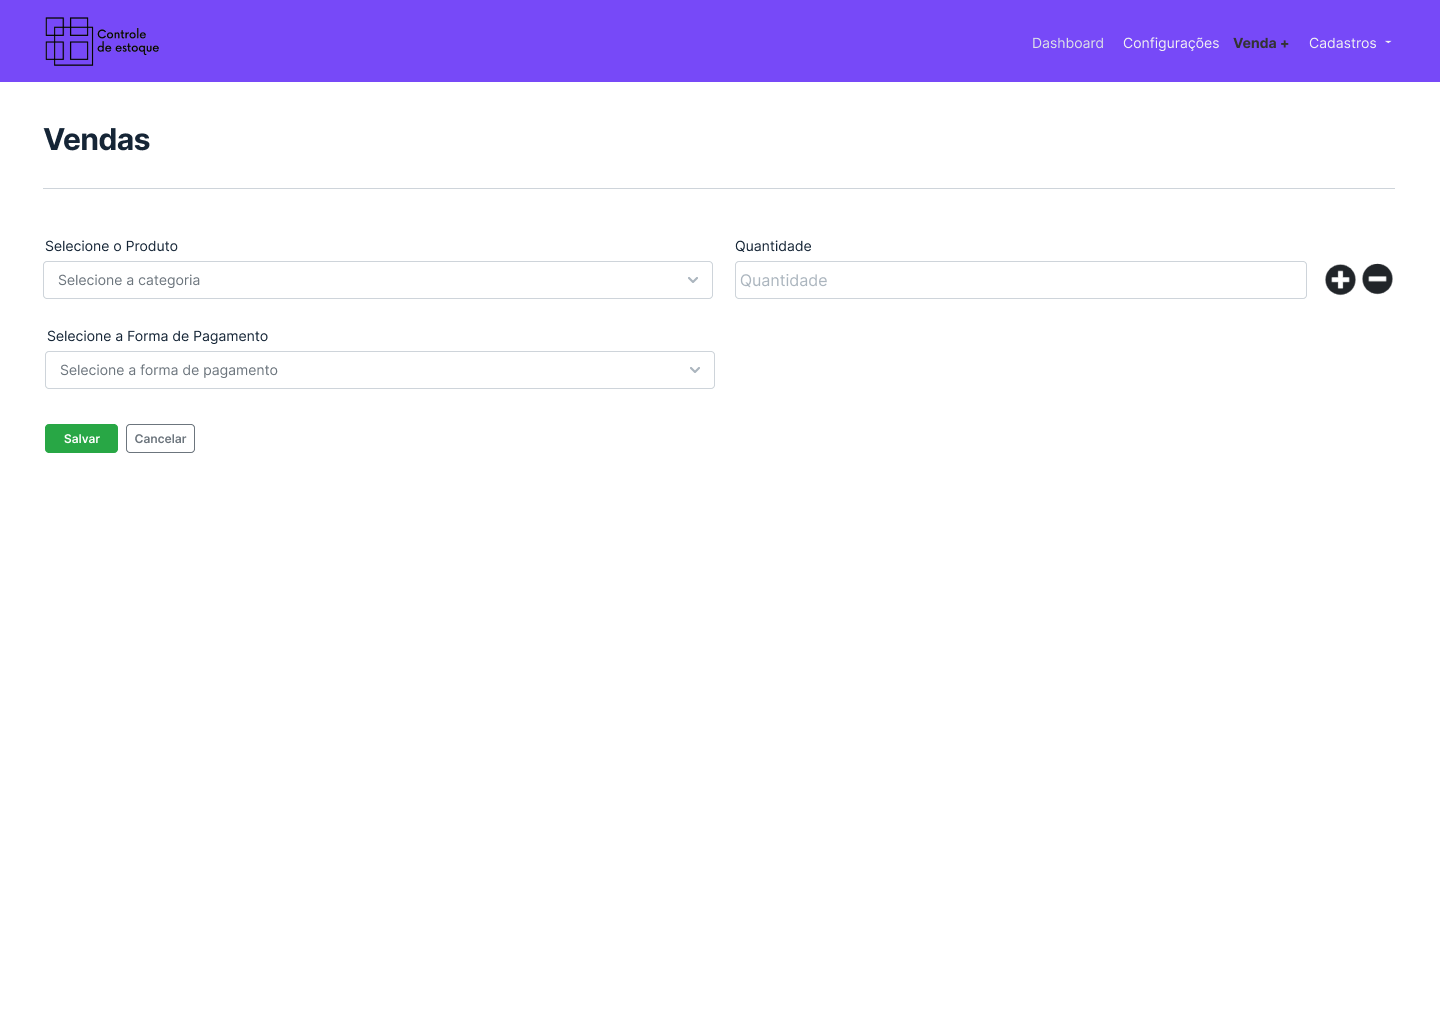 Controle
de estoque
Dashboard Configurações Venda + Cadastros
Vendas
Selecione o Produto Quantidade
Selecione a categoria Quantidade
Selecione a Forma de Pagamento
Selecione a forma de pagamento
Salvar Cancelar